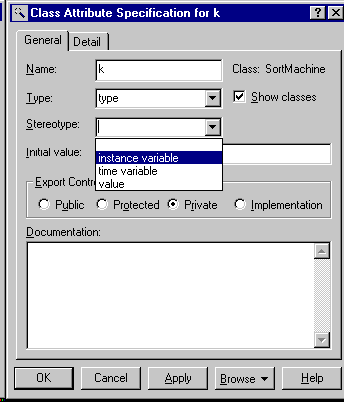 Class Attribute Specification for k
General Detail
Name: k Class: SortMachine
Type: type Show classes
Stereotype:
instance variable
time variable
value
Initial value:
Export Contro
Public Protected Private Implementation
Documentation:
OK Cancel Apply Browse Help